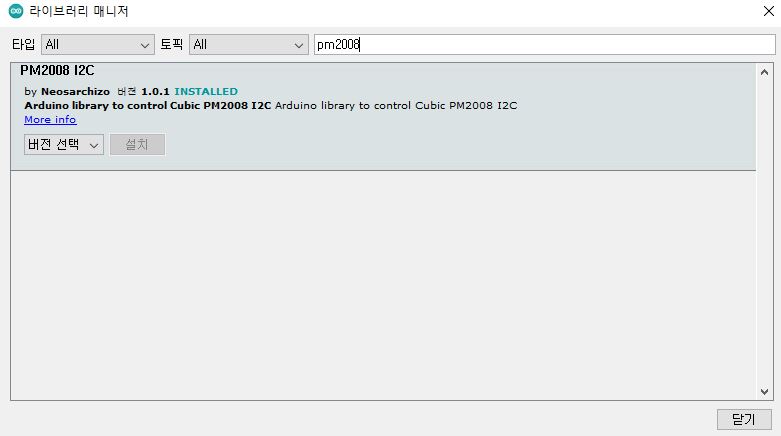 라이브러리 매니저
타입 All 토픽 All pm2008
PM2008 I2C
by Neosarchizo 버전 1.0.1 INSTALLED
Arduino library to control Cubic PM2008 I2C Arduino library to control Cubic PM2008 I2C
More info
버전 선택 설치
닫기